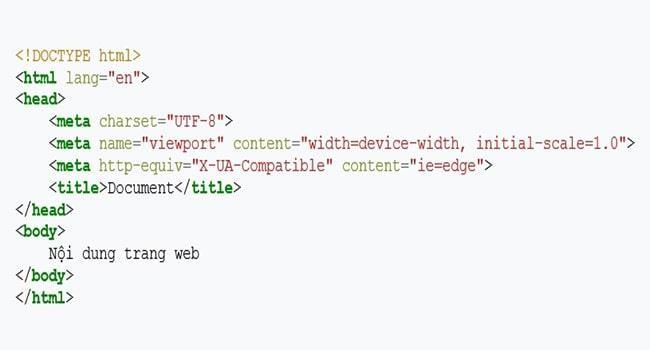 <!DOCTYPE html>
<html lang="en">
<head>
    <meta charset="UTF-8">
    <meta name="viewport" content="width=device-width, initial-scale=1.0">
    <meta http-equiv="X-UA-Compatible" content="ie=edge">
    <title>Document</title>
</head>
<body>
    Nội dung trang web
</body>
</html>